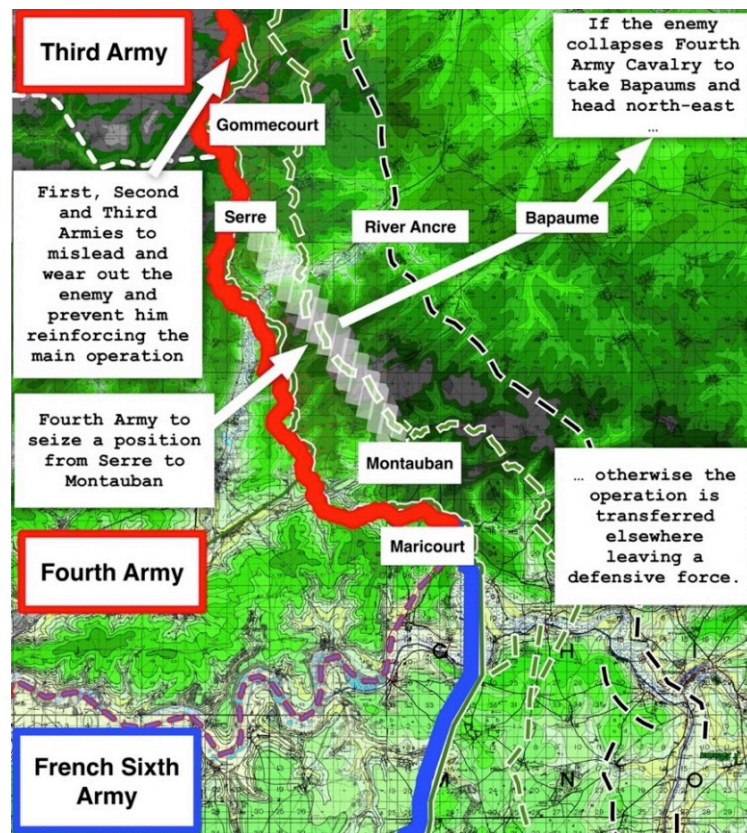 Third Army
If the enemy
collapses Fourth
Army Cavalry to
take Bapaums and
head north-east
…
Gommecourt
First, Second
and Third
Armies to
mislead and
wear out the
enemy and
prevent him
reinforcing the
main operation
Serre
River Ancre
Bapaume
Fourth Army to
seize a position
from Serre to
Montauban
Montauban
… otherwise the
operation is
transferred
elsewhere
leaving a
defensive force.
Maricourt
Fourth Army
G
H
I
French Sixth
Army
M
N
O